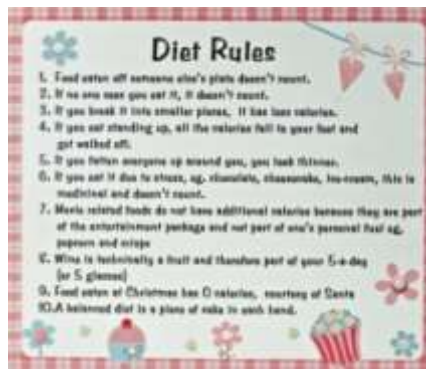 Diet Rules
1. Food eaten off someone else's plate doesn't count.
2. If no one sees you eat it, it doesn't count.
3. If you break it into smaller pieces, it has less calories.
4. If you eat standing up, all the calories fall to your feet and
get walked off.
5. If you fatten everyone up around you, you look thinner.
6. If you eat it due to stress, eg. chocolate, cheesecake, ice-cream, this is
medicinal and doesn't count.
7. Movie related foods do not have additional calories because they are part
of the entertainment package and not part of one's personal fuel eg,
popcorn and crisps
8. Wine is technically a fruit and therefore part of your 5-a-day
(or 5 glasses)
9. Food eaten at Christmas has 0 calories, courtesy of Santa
10.A balanced diet is a piece of cake in each hand.